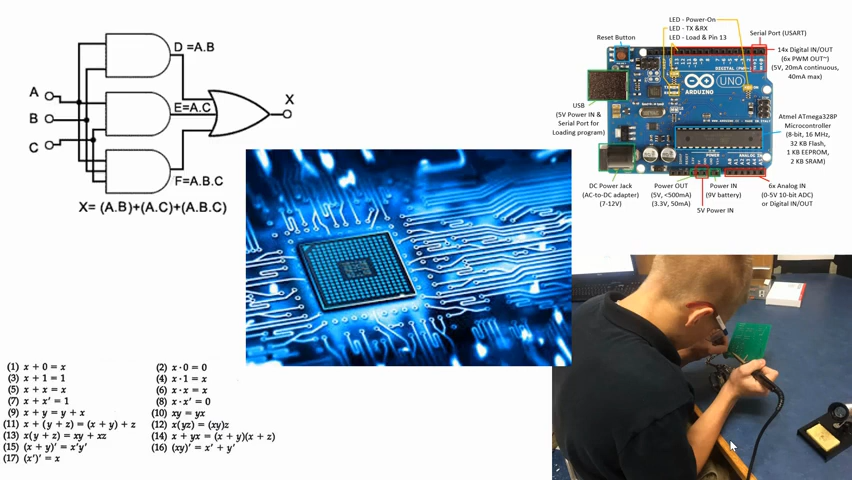 D =A.B
A
E=A.C
X
B
C
F=A.B.C
X= (A.B)+(A.C)+(A.B.C)
LED - Power-On
LED - TX &RX
LED - Load & Pin 13
Reset Button
Serial Port (USART)
14x Digital IN/OUT
(6x PWM OUT~)
(5V, 20mA continuous,
40mA max)
UNO
ARDUINO
USB
(5V Power IN &
Serial Port for
Loading program)
Atmel ATmega328P
Microcontroller
(8-bit, 16 MHz,
32 KB Flash,
1 KB EEPROM,
2 KB SRAM)
DC Power Jack
(AC-to-DC adapter)
(7-12V)
Power OUT
(5V, <500mA)
(3.3V, 50mA)
Power IN
(9V battery)
5V Power IN
6x Analog IN
(0-5V 10-bit ADC)
or Digital IN/OUT
(1) x + 0 = x
(2) x · 0 = 0
(3) x + 1 = 1
(4) x · 1 = x
(5) x + x = x
(6) x · x = x
(7) x + x' = 1
(8) x · x' = 0
(9) x + y = y + x
(10) xy = yx
(11) x + (y + z) = (x + y) + z
(12) x(yz) = (xy)z
(13) x(y + z) = xy + xz
(14) x + yx = (x + y)(x + z)
(15) (x + y)' = x'y'
(16) (xy)' = x' + y'
(17) (x')' = x